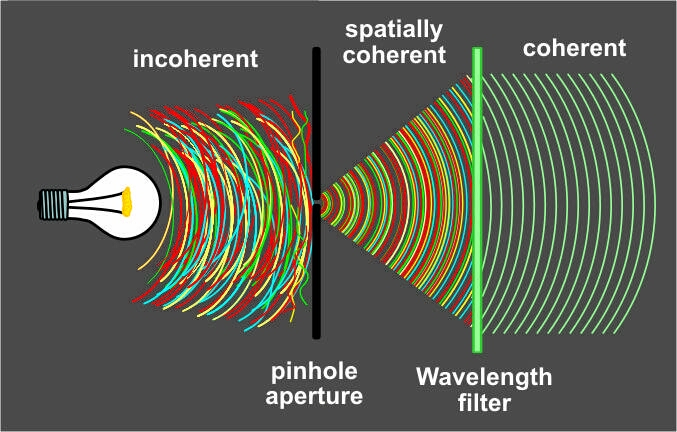 incoherent
spatially
coherent
coherent
pinhole
aperture
Wavelength
filter